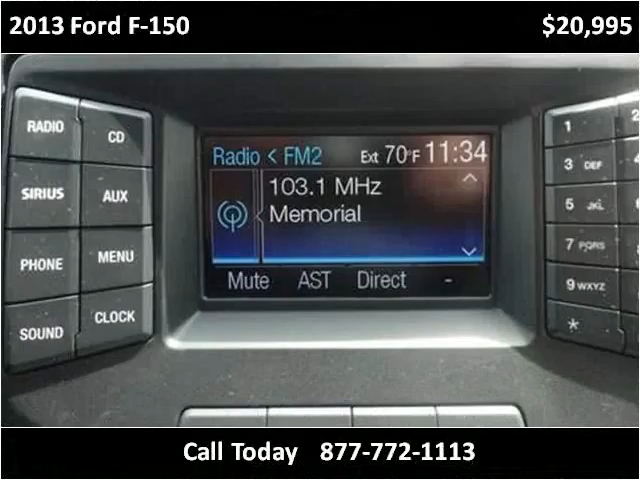 2013 Ford F-150 $20,995
RADIO CD
SIRIUS AUX
PHONE MENU
SOUND CLOCK
Radio < FM2 Ext 70°F 11:34
103.1 MHz
Memorial
Mute AST Direct -
1 2
3 DEF 4
5 JKL
7 PQRS
9 WXYZ
*
Call Today 877-772-1113